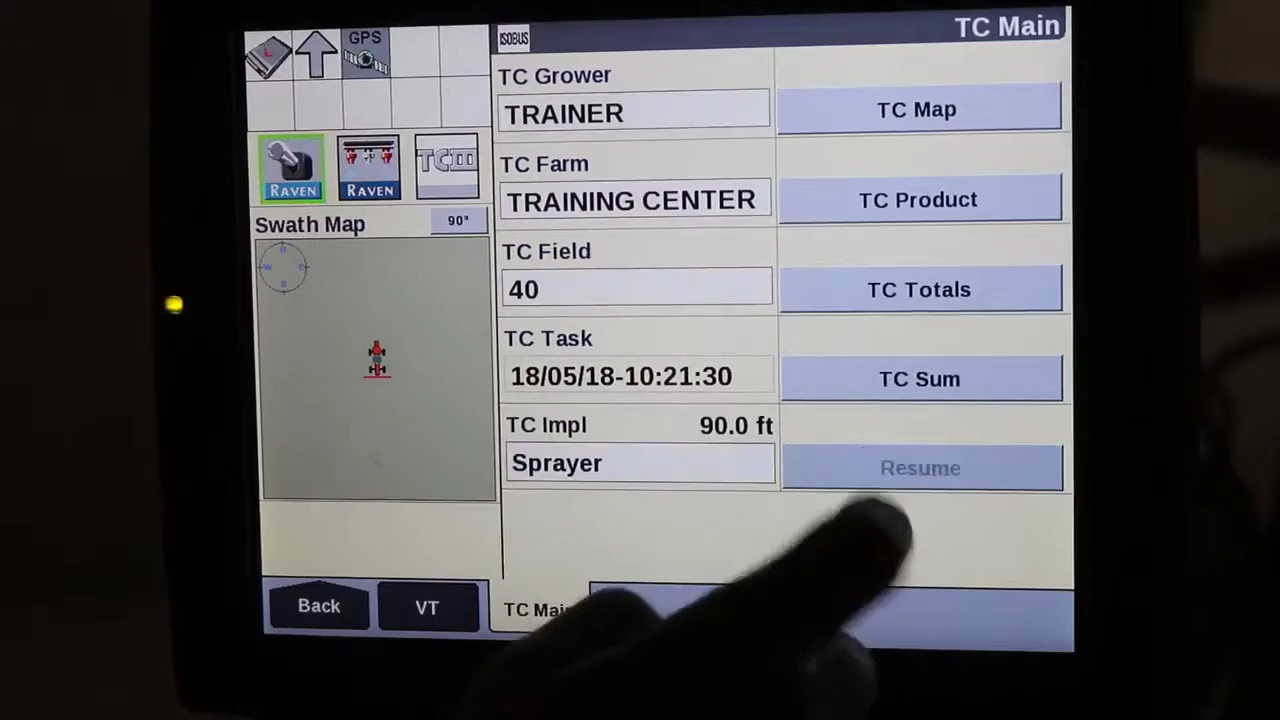 GPS
RAVEN
RAVEN
Swath Map
90°
Back
VT
ISOBUS
TC Main
TC Grower
TRAINER
TC Map
TC Farm
TRAINING CENTER
TC Product
TC Field
40
TC Totals
TC Task
18/05/18-10:21:30
TC Sum
TC Impl 90.0 ft
Sprayer
Resume